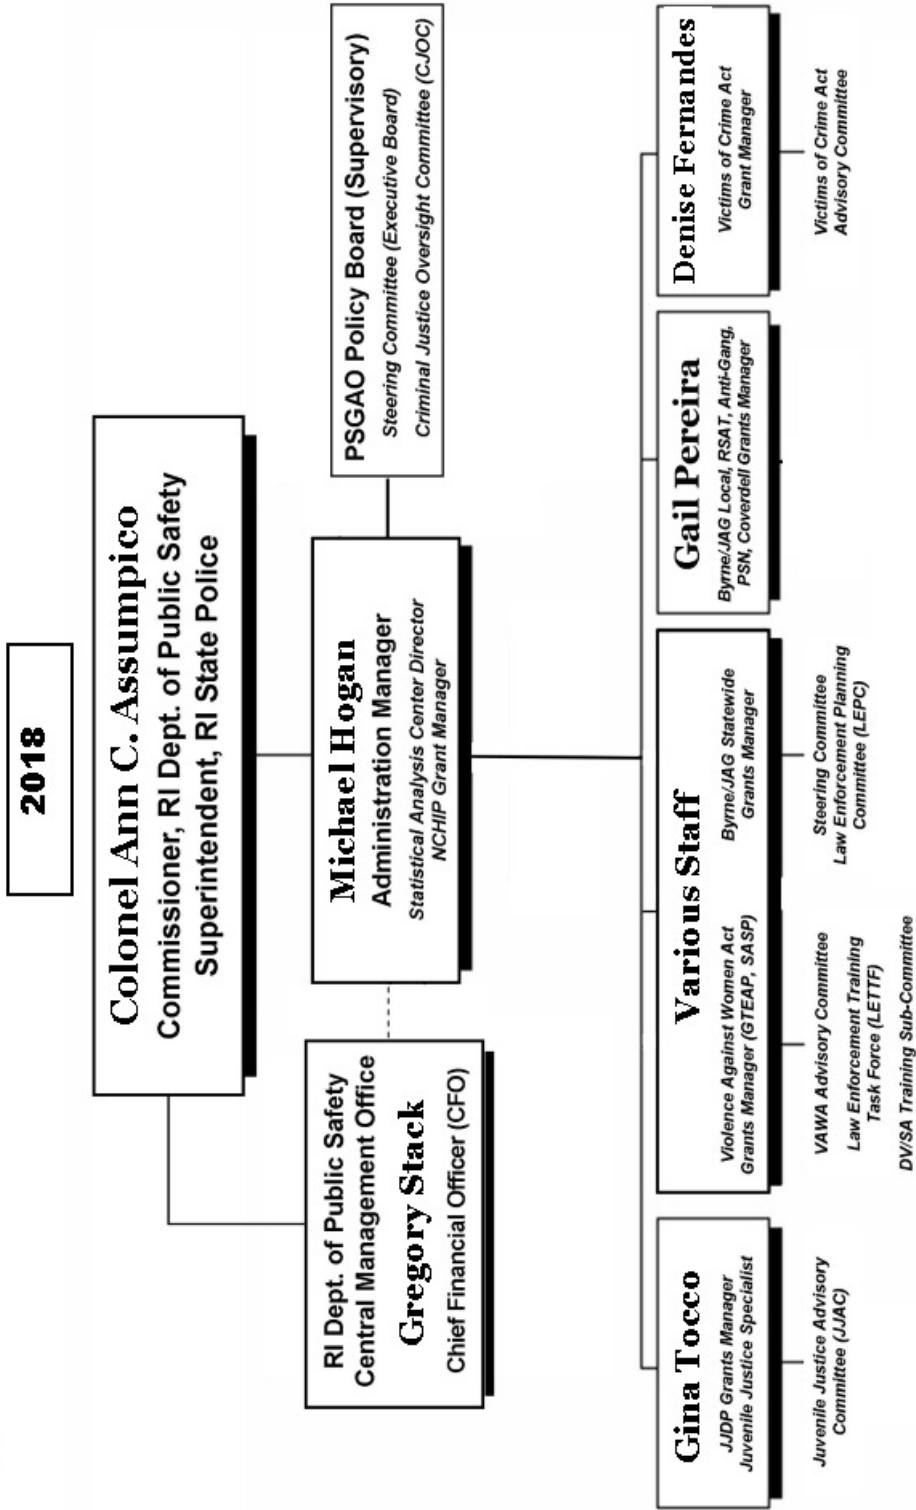 2018
Colonel Ann C. Assumpico
Commissioner, RI Dept. of Public Safety
Superintendent, RI State Police
RI Dept. of Public Safety
Central Management Office
Gregory Stack
Chief Financial Officer (CFO)
Michael Hogan
Administration Manager
Statistical Analysis Center Director
NCHIP Grant Manager
PSGAO Policy Board (Supervisory)
Steering Committee (Executive Board)
Criminal Justice Oversight Committee (CJOC)
Gina Tocco
JJDP Grants Manager
Juvenile Justice Specialist
Juvenile Justice Advisory
Committee (JJAC)
Various Staff
Violence Against Women Act
Grants Manager (GTEAP, SASP)
Byrne/JAG Statewide
Grants Manager
VAWA Advisory Committee
Law Enforcement Training
Task Force (LETTF)
DV/SA Training Sub-Committee
Steering Committee
Law Enforcement Planning
Committee (LEPC)
Gail Pereira
Byrne/JAG Local, RSAT, Anti-Gang,
PSN, Coverdell Grants Manager
Denise Fernandes
Victims of Crime Act
Grant Manager
Victims of Crime Act
Advisory Committee